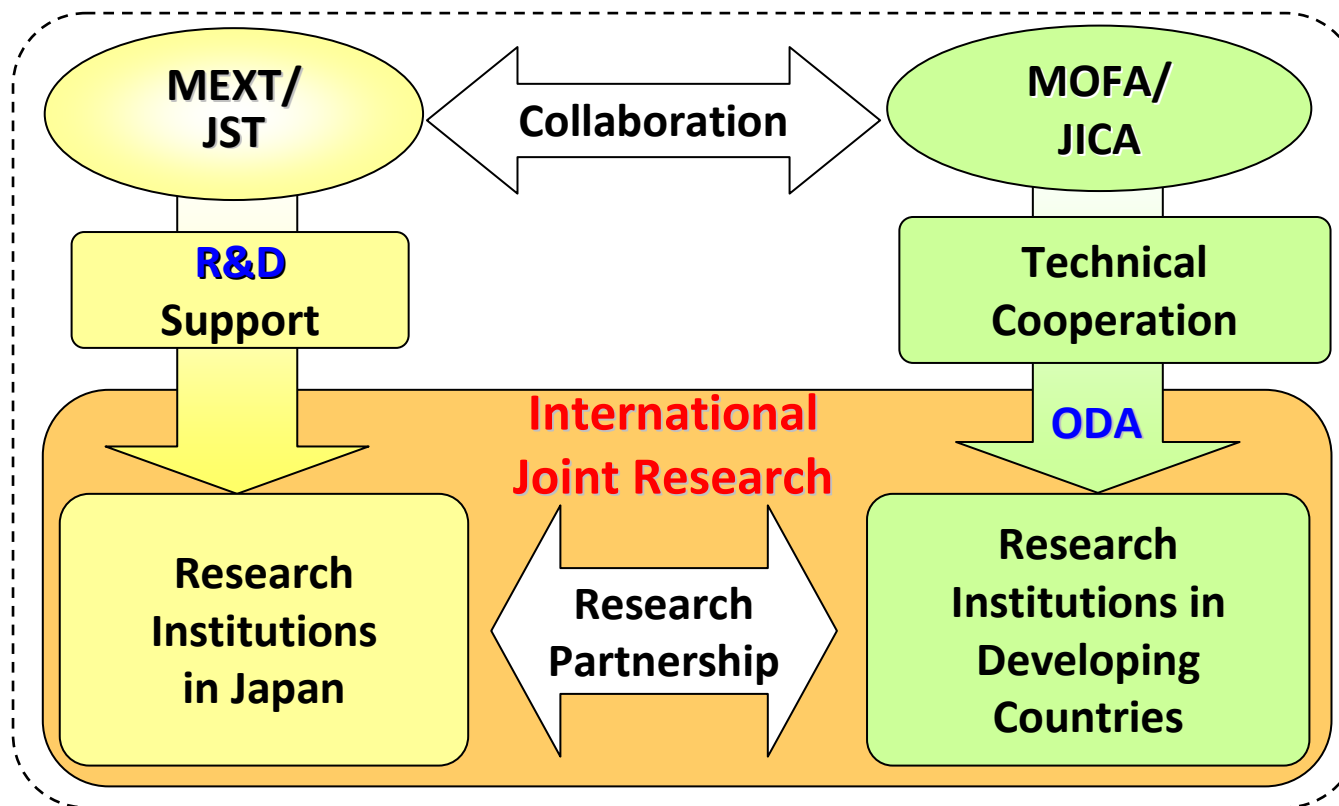 MEXT/
JST
Collaboration
MOFA/
JICA
R&D
Support
Technical
Cooperation
International
Joint Research
ODA
Research
Institutions
in Japan
Research
Partnership
Research
Institutions in
Developing
Countries